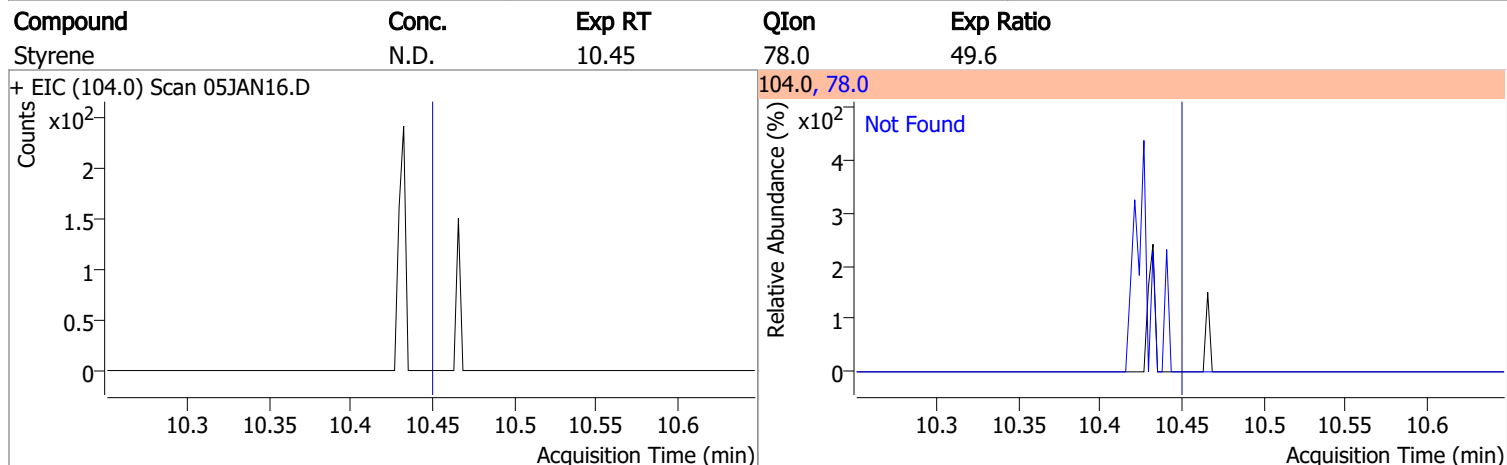 Compound Conc. Exp RT QIon Exp Ratio
Styrene N.D. 10.45 78.0 49.6
+ EIC (104.0) Scan 05JAN16.D
Counts
x10²
2
1.5
1
0.5
0
10.3 10.35 10.4 10.45 10.5 10.55 10.6
Acquisition Time (min)
104.0, 78.0
Relative Abundance (%)
x10²
Not Found
4
3
2
1
0
10.3 10.35 10.4 10.45 10.5 10.55 10.6
Acquisition Time (min)